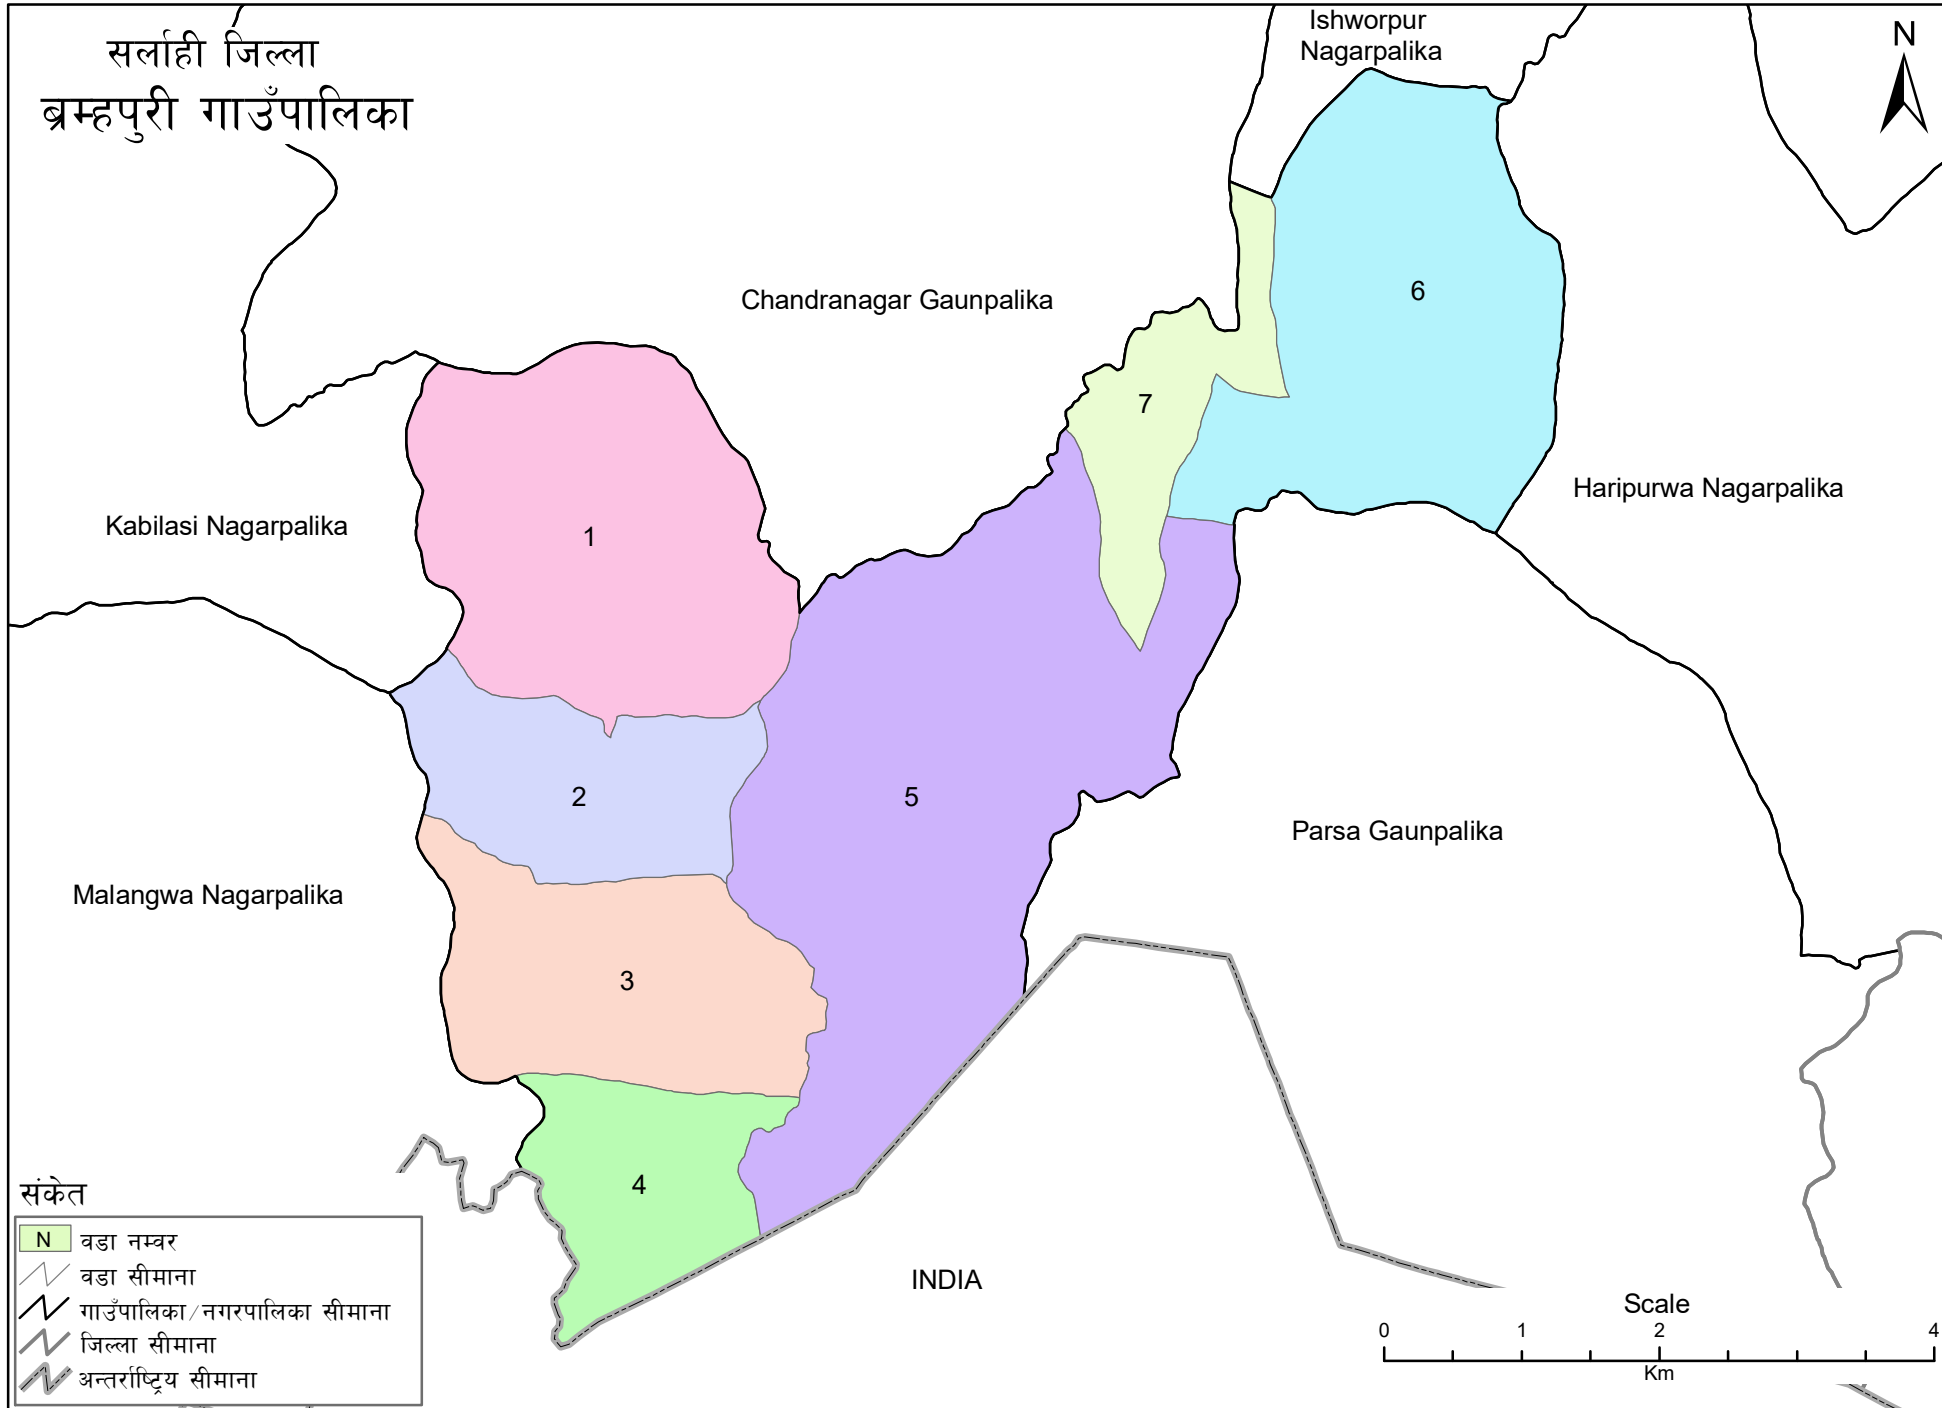 सर्लाही जिल्ला
ब्रम्हपुरी गाउँपालिका
Ishworpur
Nagarpalika
N
Chandranagar Gaunpalika
6
7
Haripurwa Nagarpalika
Kabilasi Nagarpalika
1
2
5
Parsa Gaunpalika
Malangwa Nagarpalika
3
4
INDIA
संकेत
N वडा नम्वर
वडा सीमाना
गाउँपालिका/नगरपालिका सीमाना
जिल्ला सीमाना
अन्तर्राष्ट्रिय सीमाना
Scale
0 1 2 4
Km